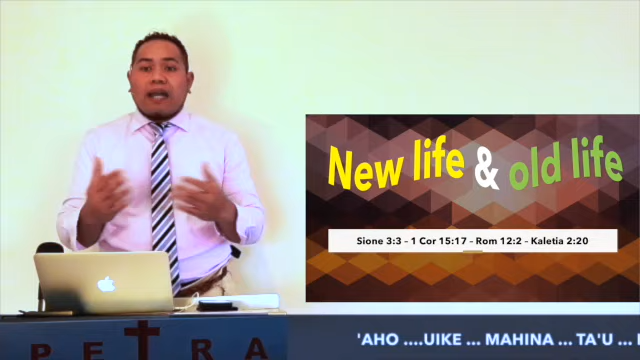 New life & old life
Sione 3:3 – 1 Cor 15:17 – Rom 12:2 – Kaletia 2:20
'AHO ....UIKE ... MAHINA ... TA'U ...
PETRA